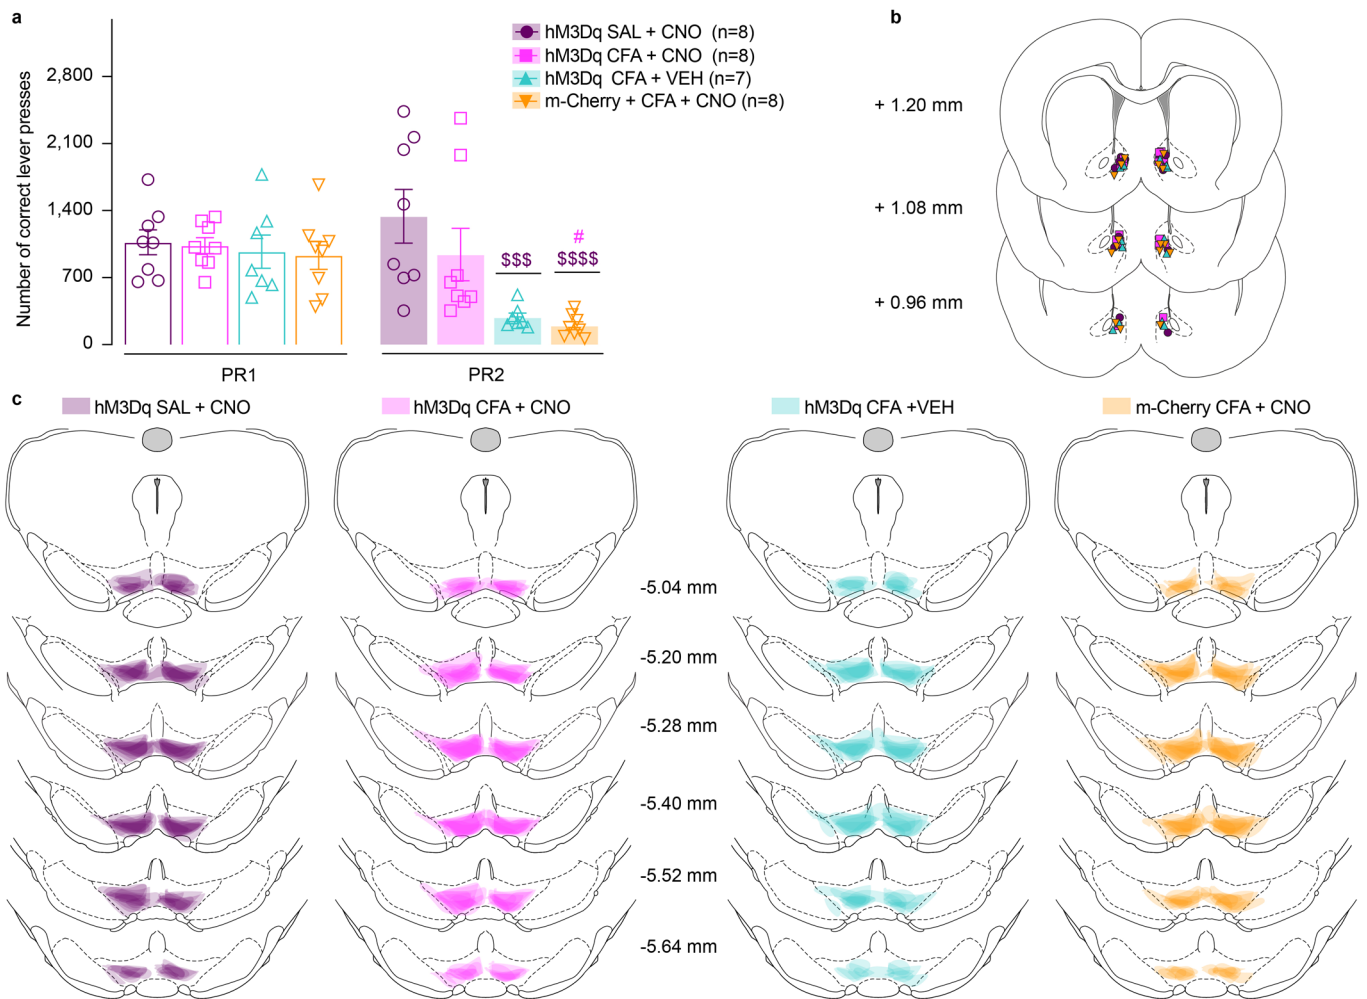 a
Number of correct lever presses
2,800
2,100
1,400
700
0
PR1
PR2
$$$
#
$$$$
hM3Dq SAL + CNO (n=8)
hM3Dq CFA + CNO (n=8)
hM3Dq CFA + VEH (n=7)
m-Cherry + CFA + CNO (n=8)
b
+ 1.20 mm
+ 1.08 mm
+ 0.96 mm
c
hM3Dq SAL + CNO
hM3Dq CFA + CNO
hM3Dq CFA +VEH
m-Cherry CFA + CNO
-5.04 mm
-5.20 mm
-5.28 mm
-5.40 mm
-5.52 mm
-5.64 mm